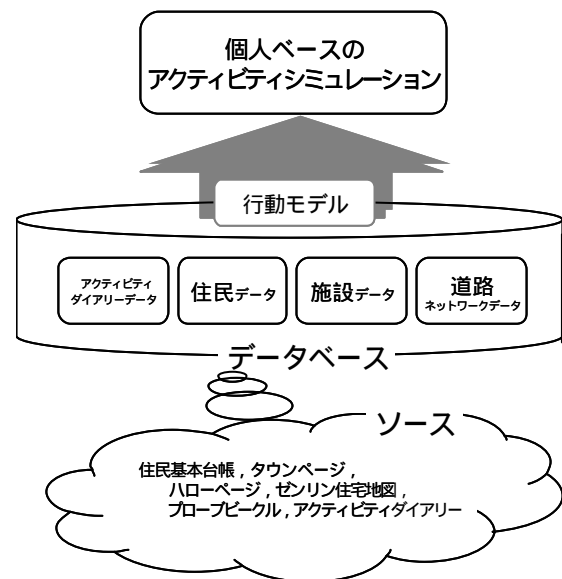 個人ベースの
アクティビティシミュレーション
行動モデル
アクティビティ
ダイアリーデータ
住民データ
施設データ
道路
ネットワークデータ
データベース
ソース
住民基本台帳，タウンページ，
ハローページ，ゼンリン住宅地図，
プローブビークル，アクティビティダイアリー